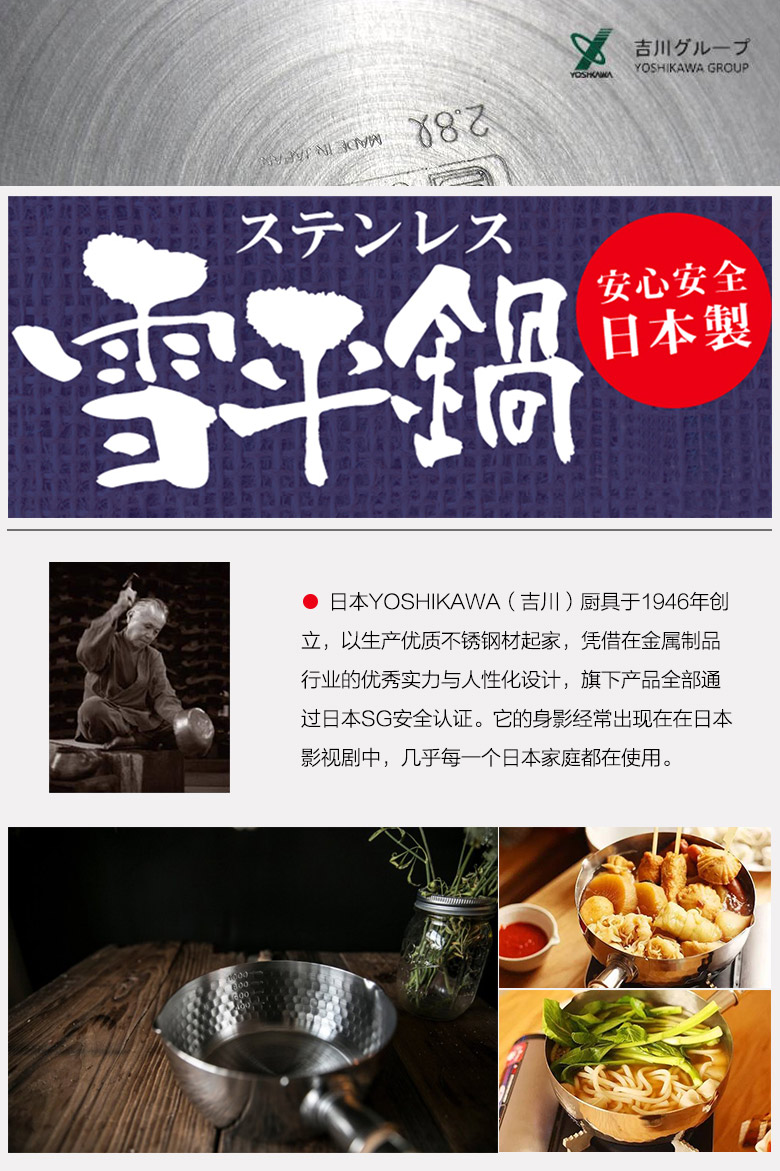 YOSHIKAWA
吉川グループ
YOSHIKAWA GROUP
2.8ℓ
MADE IN JAPAN
ステンレス
雪平鍋
安心安全
日本製
日本YOSHIKAWA（吉川）厨具于1946年创
立，以生产优质不锈钢材起家，凭借在金属制品
行业的优秀实力与人性化设计，旗下产品全部通
过日本SG安全认证。它的身影经常出现在在日本
影视剧中，几乎每一个日本家庭都在使用。